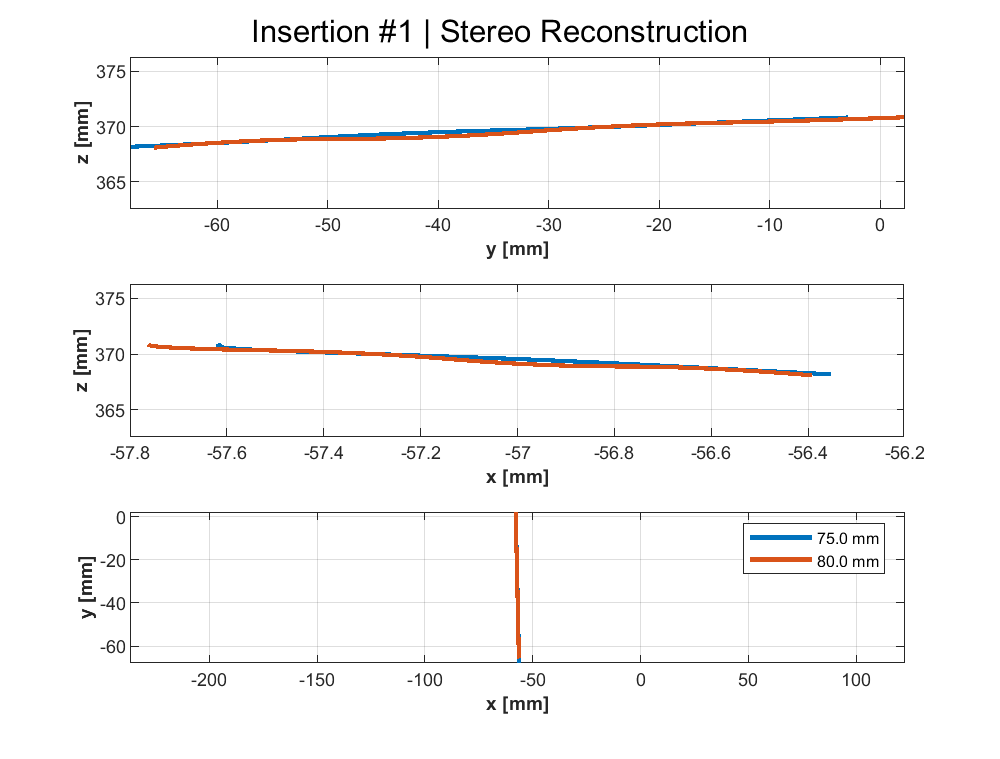 Insertion #1 | Stereo Reconstruction
375
370
365
z [mm]
-60 -50 -40 -30 -20 -10 0
y [mm]
375
370
365
z [mm]
-57.8 -57.6 -57.4 -57.2 -57 -56.8 -56.6 -56.4 -56.2
x [mm]
0
-20
-40
-60
y [mm]
75.0 mm
80.0 mm
-200 -150 -100 -50 0 50 100
x [mm]